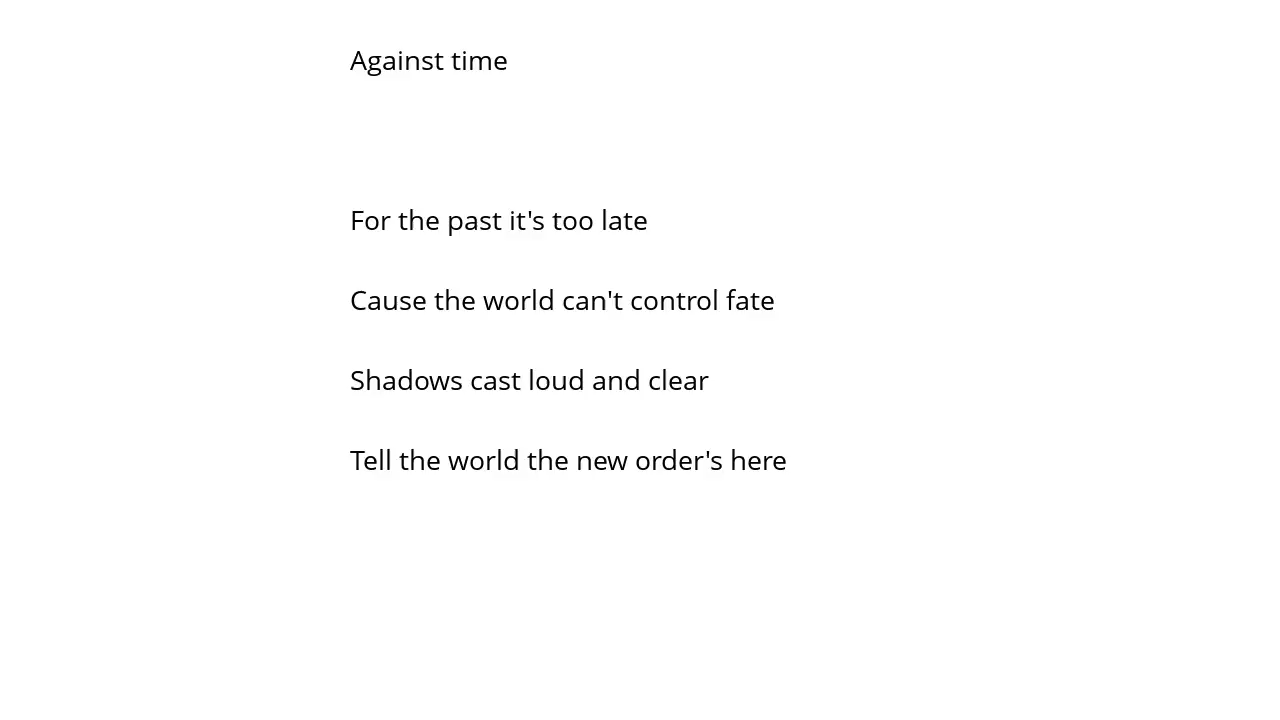 Against time
For the past it's too late
Cause the world can't control fate
Shadows cast loud and clear
Tell the world the new order's here